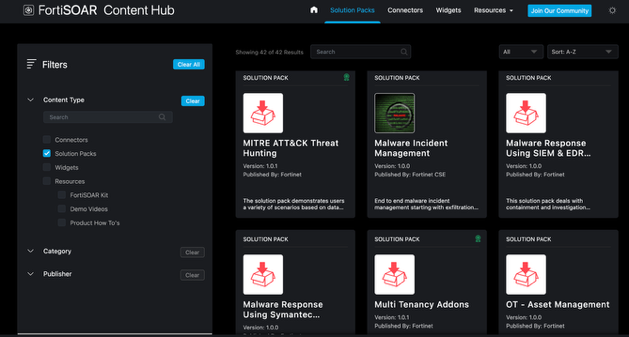 FortiSOAR Content Hub
Solution Packs
Connectors
Widgets
Resources
Join Our Community
Filters
Clear All
Content Type
Clear
Search
Connectors
Solution Packs
Widgets
Resources
FortiSOAR Kit
Demo Videos
Product How To's
Category
Clear
Publisher
Clear
Showing 42 of 42 Results
Search
All
Sort: A-Z
SOLUTION PACK
MITRE ATT&CK Threat
Hunting
Version: 1.0.1
Published By: Fortinet
The solution pack demonstrates users
a variety of scenarios based on data...
SOLUTION PACK
Malware Incident
Management
Version: 1.0.0
Published By: Fortinet CSE
End to end malware incident
management starting with exfiltration...
SOLUTION PACK
Malware Response
Using SIEM & EDR...
Version: 1.0.0
Published By: Fortinet
This solution pack deals with
containment and investigation...
SOLUTION PACK
Malware Response
Using Symantec...
Version: 1.0.0
SOLUTION PACK
Multi Tenancy Addons
Version: 1.0.1
Published By: Fortinet
SOLUTION PACK
OT - Asset Management
Version: 1.0.0
Published By: Fortinet